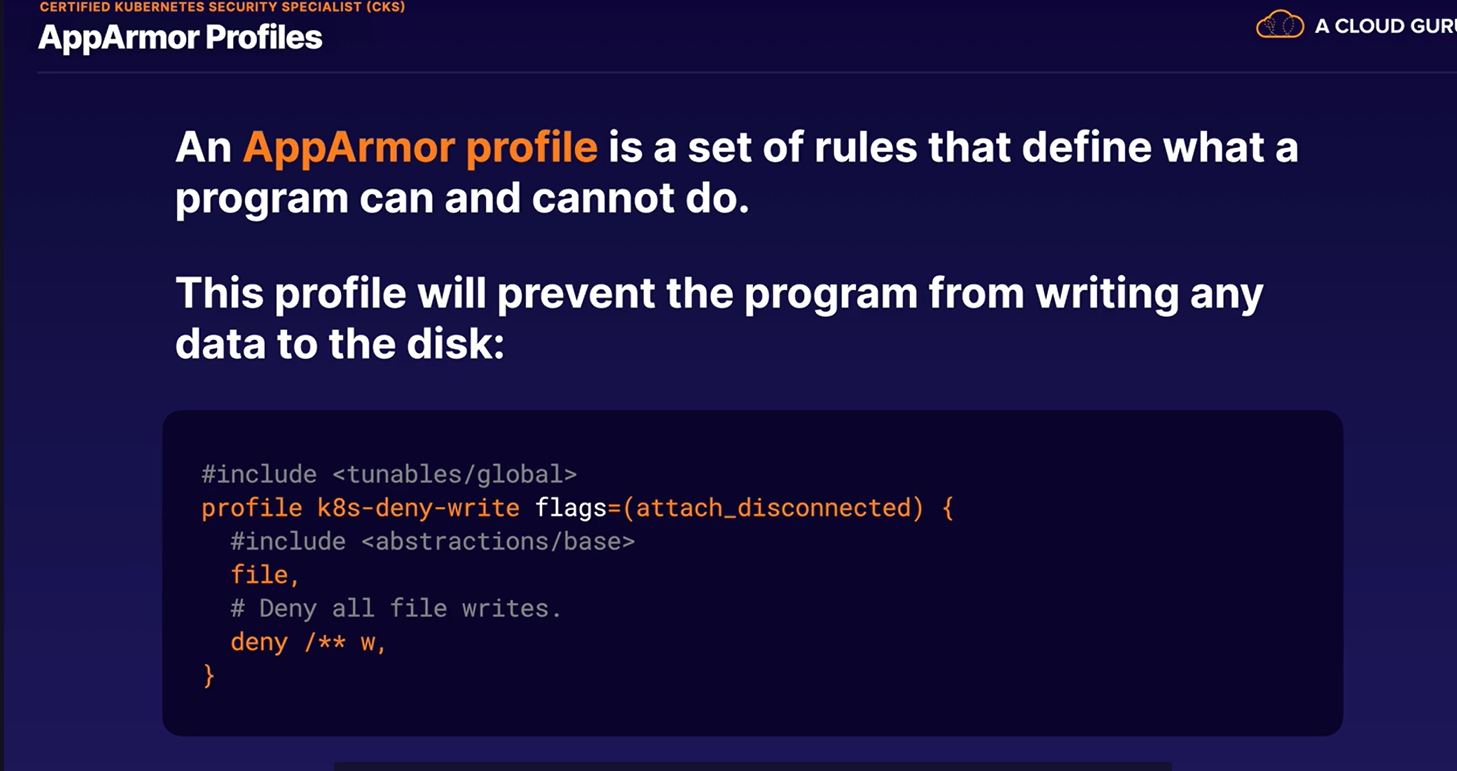 CERTIFIED KUBERNETES SECURITY SPECIALIST (CKS)
AppArmor Profiles
A CLOUD GURU
An AppArmor profile is a set of rules that define what a
program can and cannot do.
This profile will prevent the program from writing any
data to the disk:
#include <tunables/global>
profile k8s-deny-write flags=(attach_disconnected) {
  #include <abstractions/base>
  file,
  # Deny all file writes.
  deny /** w,
}